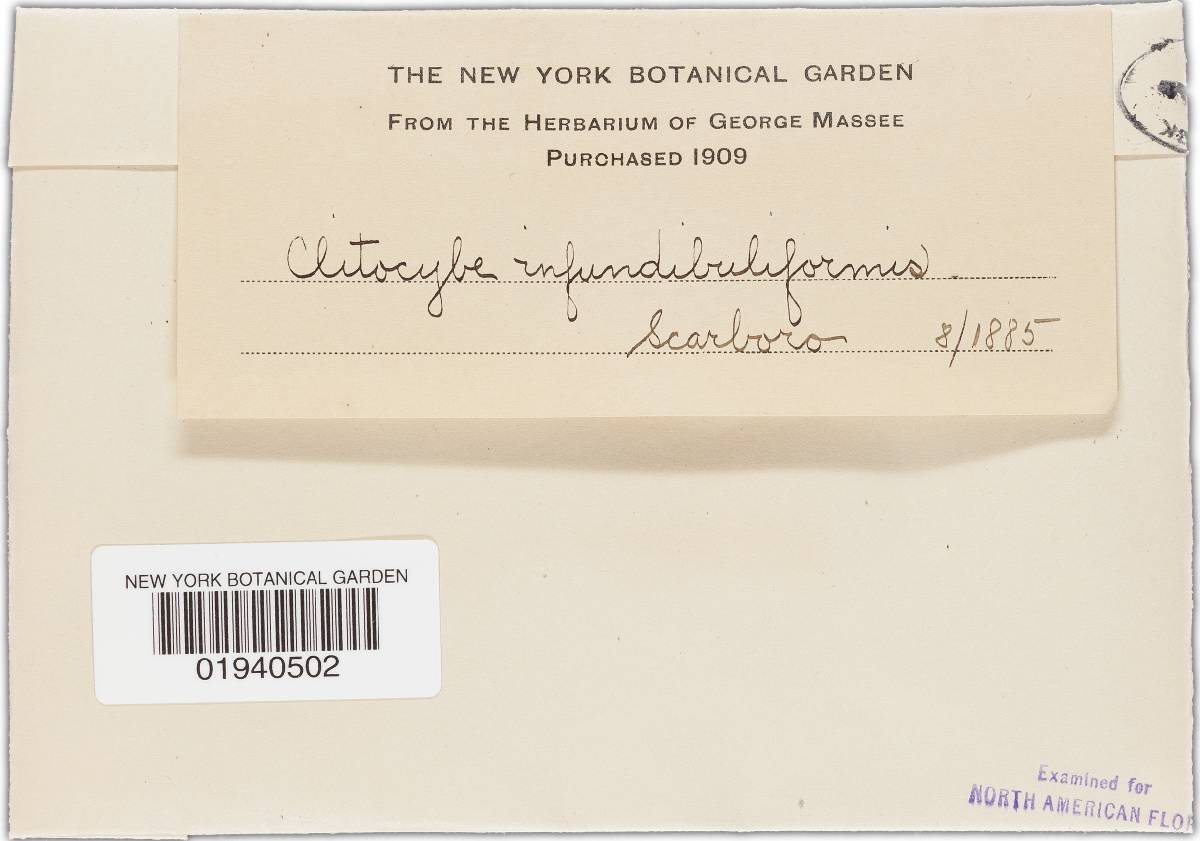 THE NEW YORK BOTANICAL GARDEN
FROM THE HERBARIUM OF GEORGE MASSEE
PURCHASED 1909
Clitocybe infundibuliformis.
Scarboro 8/1885
NEW YORK BOTANICAL GARDEN
01940502
Examined for
NORTH AMERICAN FLOR